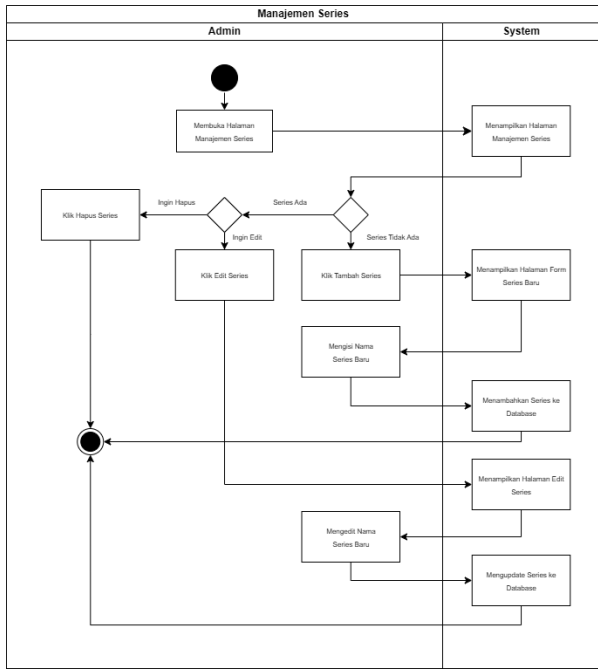 Manajemen Series
Admin
System
Membuka Halaman
Manajemen Series
Menampilkan Halaman
Manajemen Series
Ingin Hapus
Series Ada
Klik Hapus Series
Ingin Edit
Series Tidak Ada
Klik Edit Series
Klik Tambah Series
Menampilkan Halaman Form
Series Baru
Mengisi Nama
Series Baru
Menambahkan Series ke
Database
Menampilkan Halaman Edit
Series
Mengedit Nama
Series Baru
Mengupdate Series ke
Database